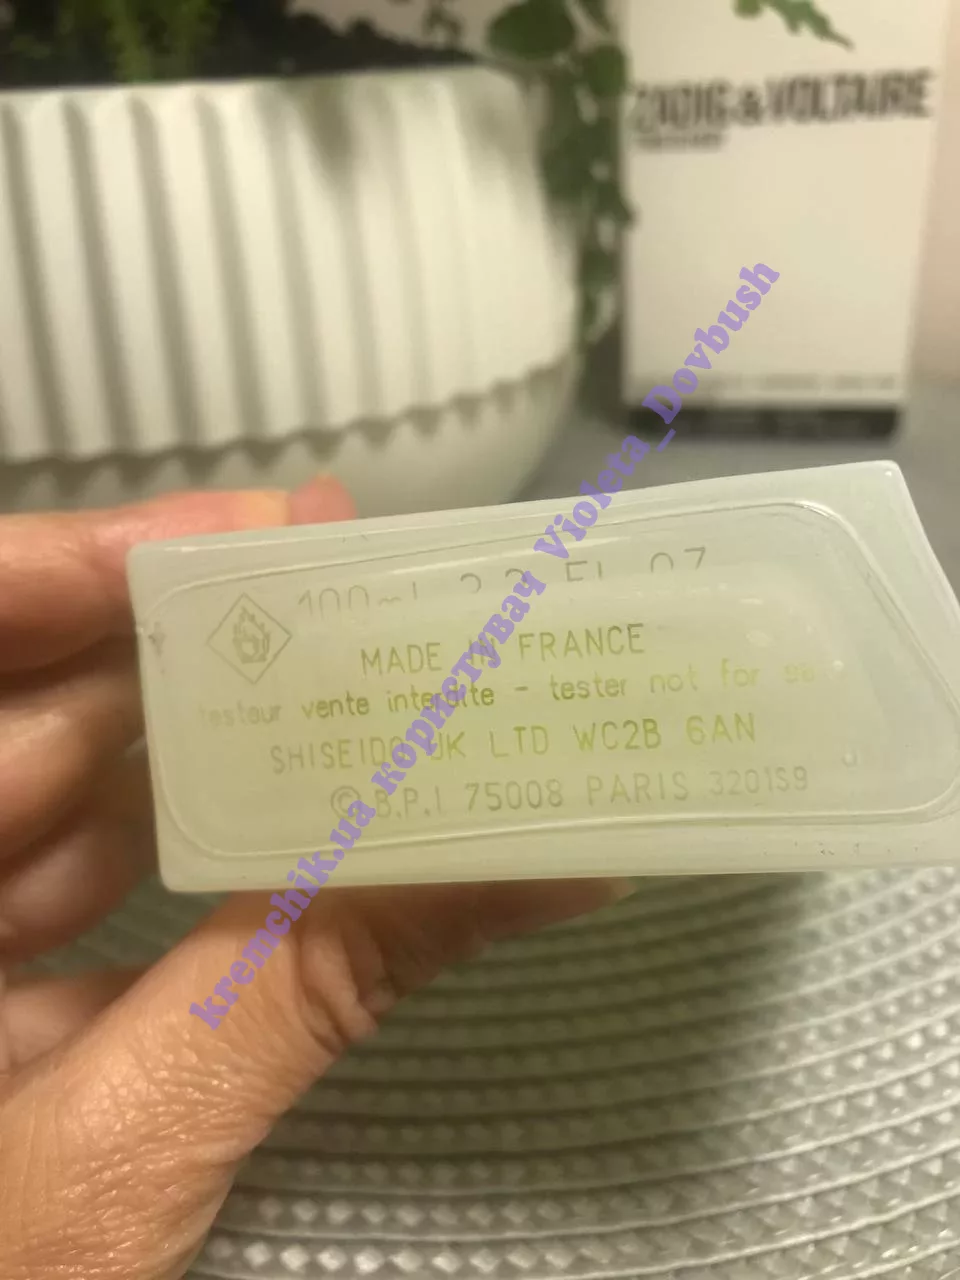 ZADIG & VOLTAIRE
100ml 3.3 FL OZ
MADE IN FRANCE
testeur vente interdite - tester not for
SHISEIDO UK LTD WC2B 6AN
© B.P.I 75008 PARIS 3201S9
kremchik.ua користувач Violeta_Dovbush